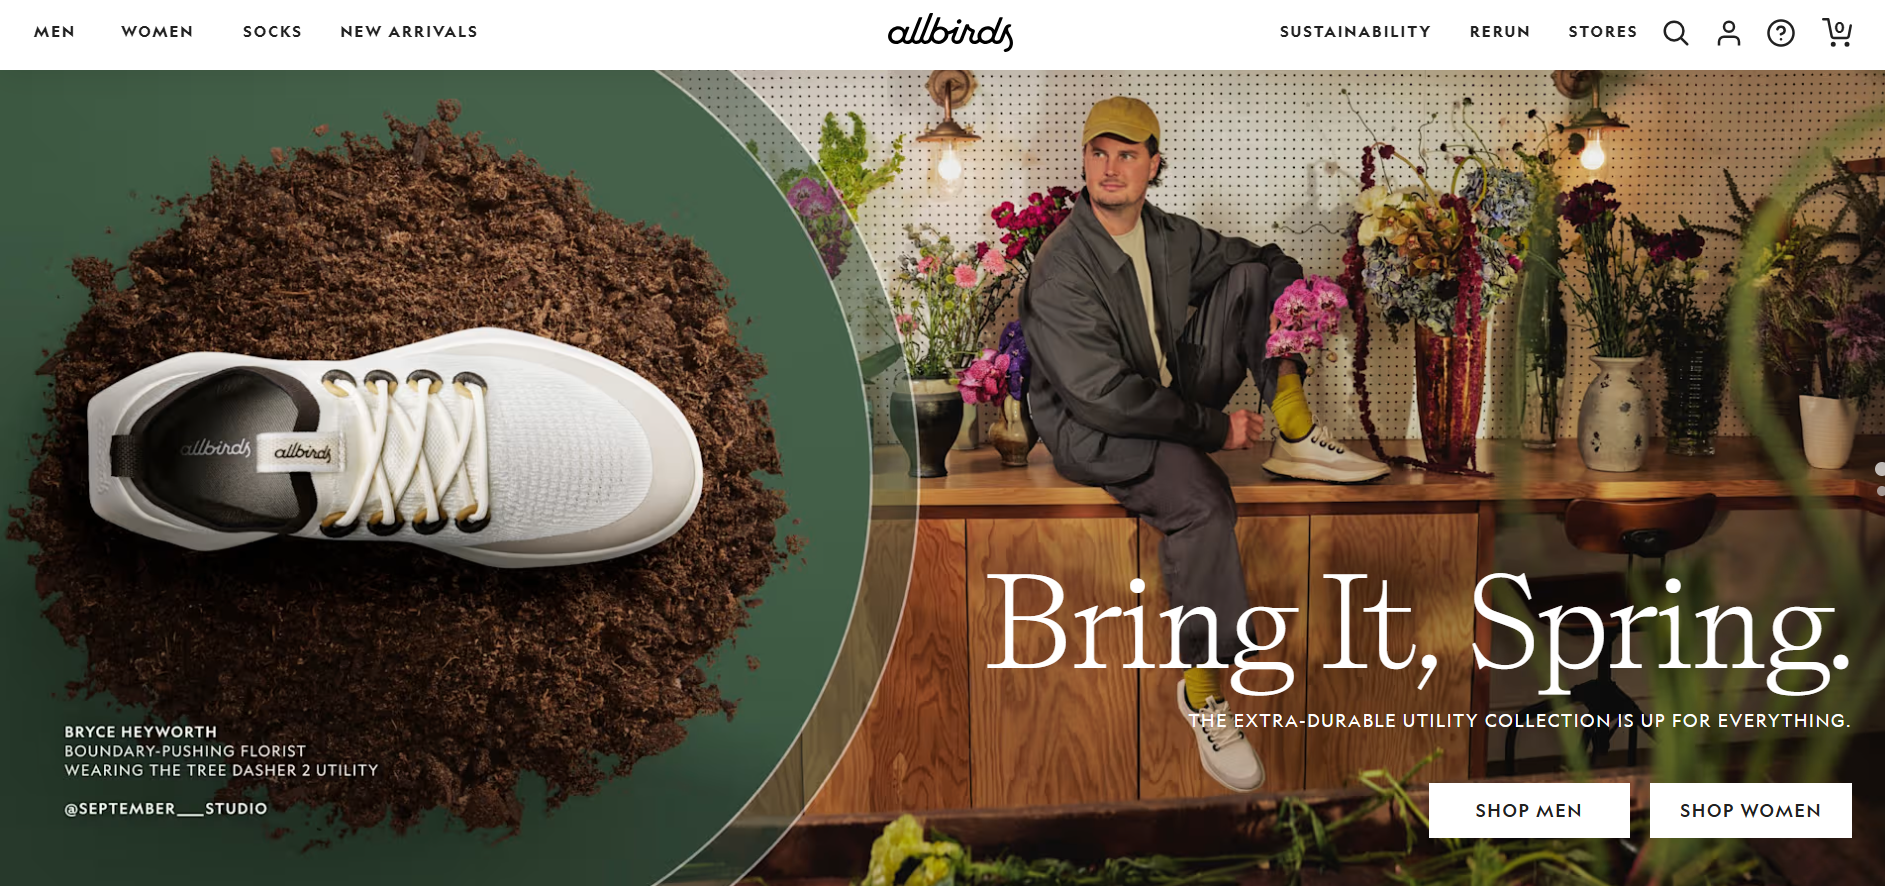 MEN
WOMEN
SOCKS
NEW ARRIVALS
allbirds
SUSTAINABILITY
RERUN
STORES
0
allbirds
allbirds
Bring It, Spring.
THE EXTRA-DURABLE UTILITY COLLECTION IS UP FOR EVERYTHING.
BRYCE HEYWORTH
BOUNDARY-PUSHING FLORIST
WEARING THE TREE DASHER 2 UTILITY
@SEPTEMBER___STUDIO
SHOP MEN
SHOP WOMEN